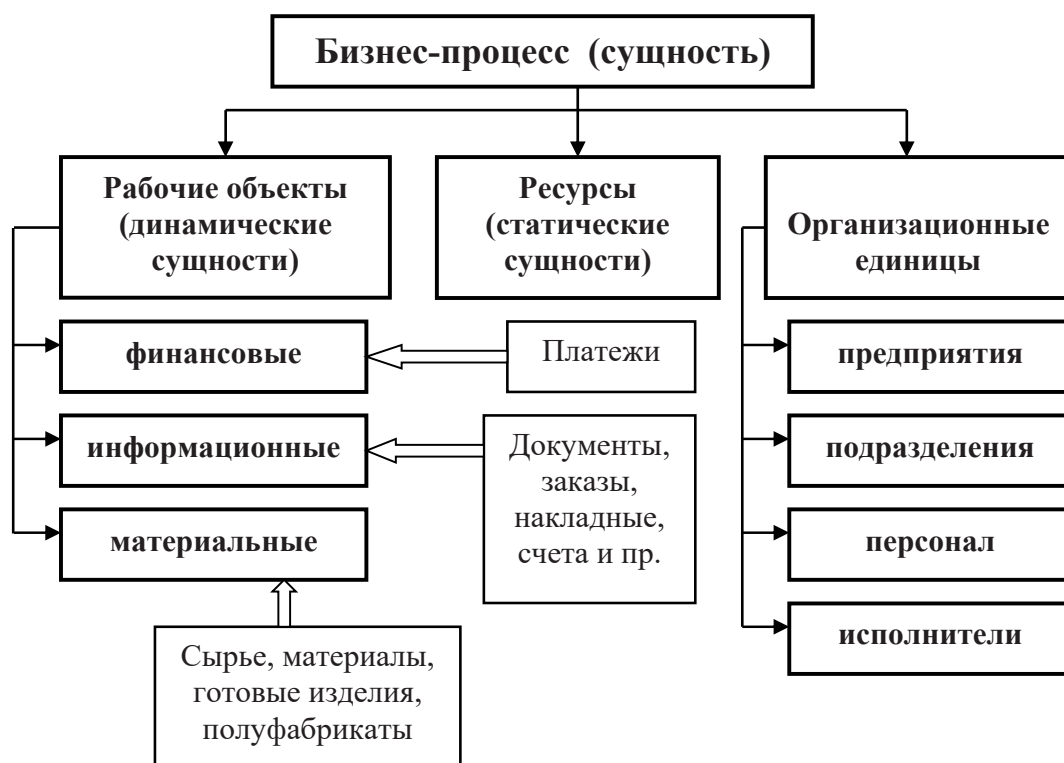 Бизнес-процесс (сущность)
Рабочие объекты
(динамические
сущности)
Ресурсы
(статические
сущности)
Организационные
единицы
финансовые
Платежи
предприятия
информационные
Документы,
заказы,
накладные,
счета и пр.
подразделения
материальные
персонал
Сырье, материалы,
готовые изделия,
полуфабрикаты
исполнители